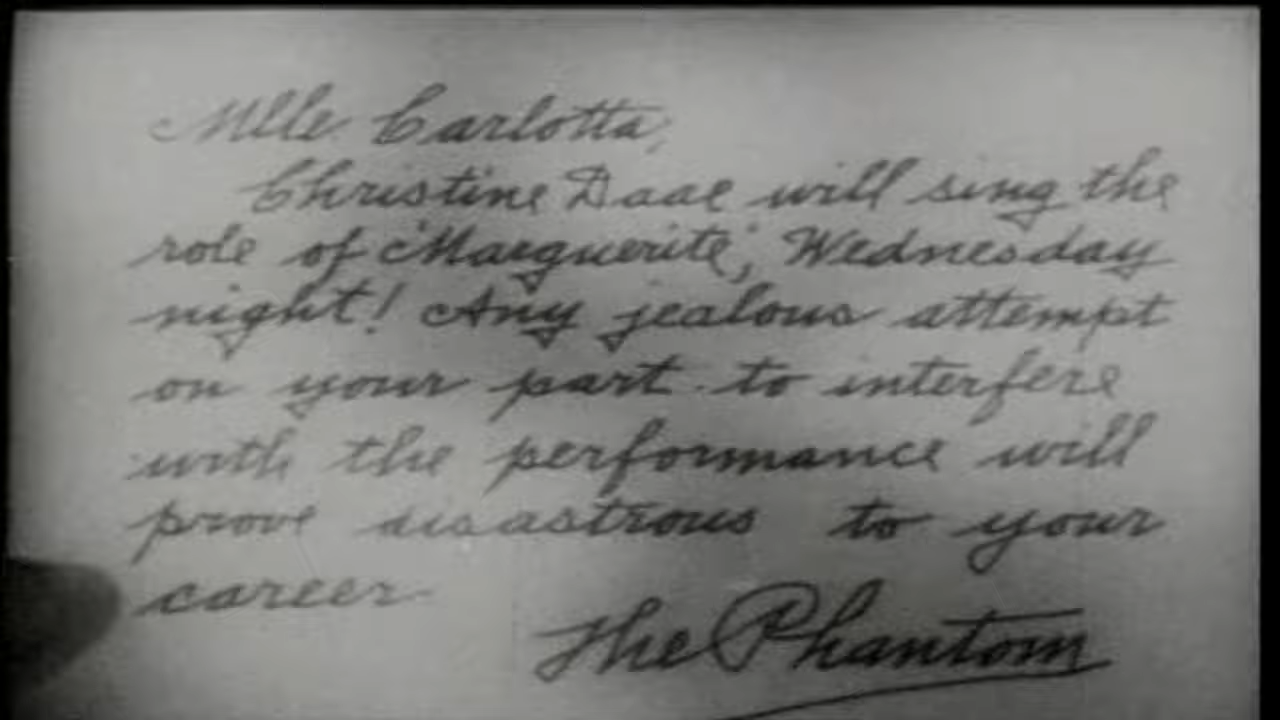 Mlle Carlotta,
Christine Daae will sing the
role of 'Marguerite', Wednesday
night! Any jealous attempt
on your part to interfere
with the performance will
prove disastrous to your
career.
The Phantom